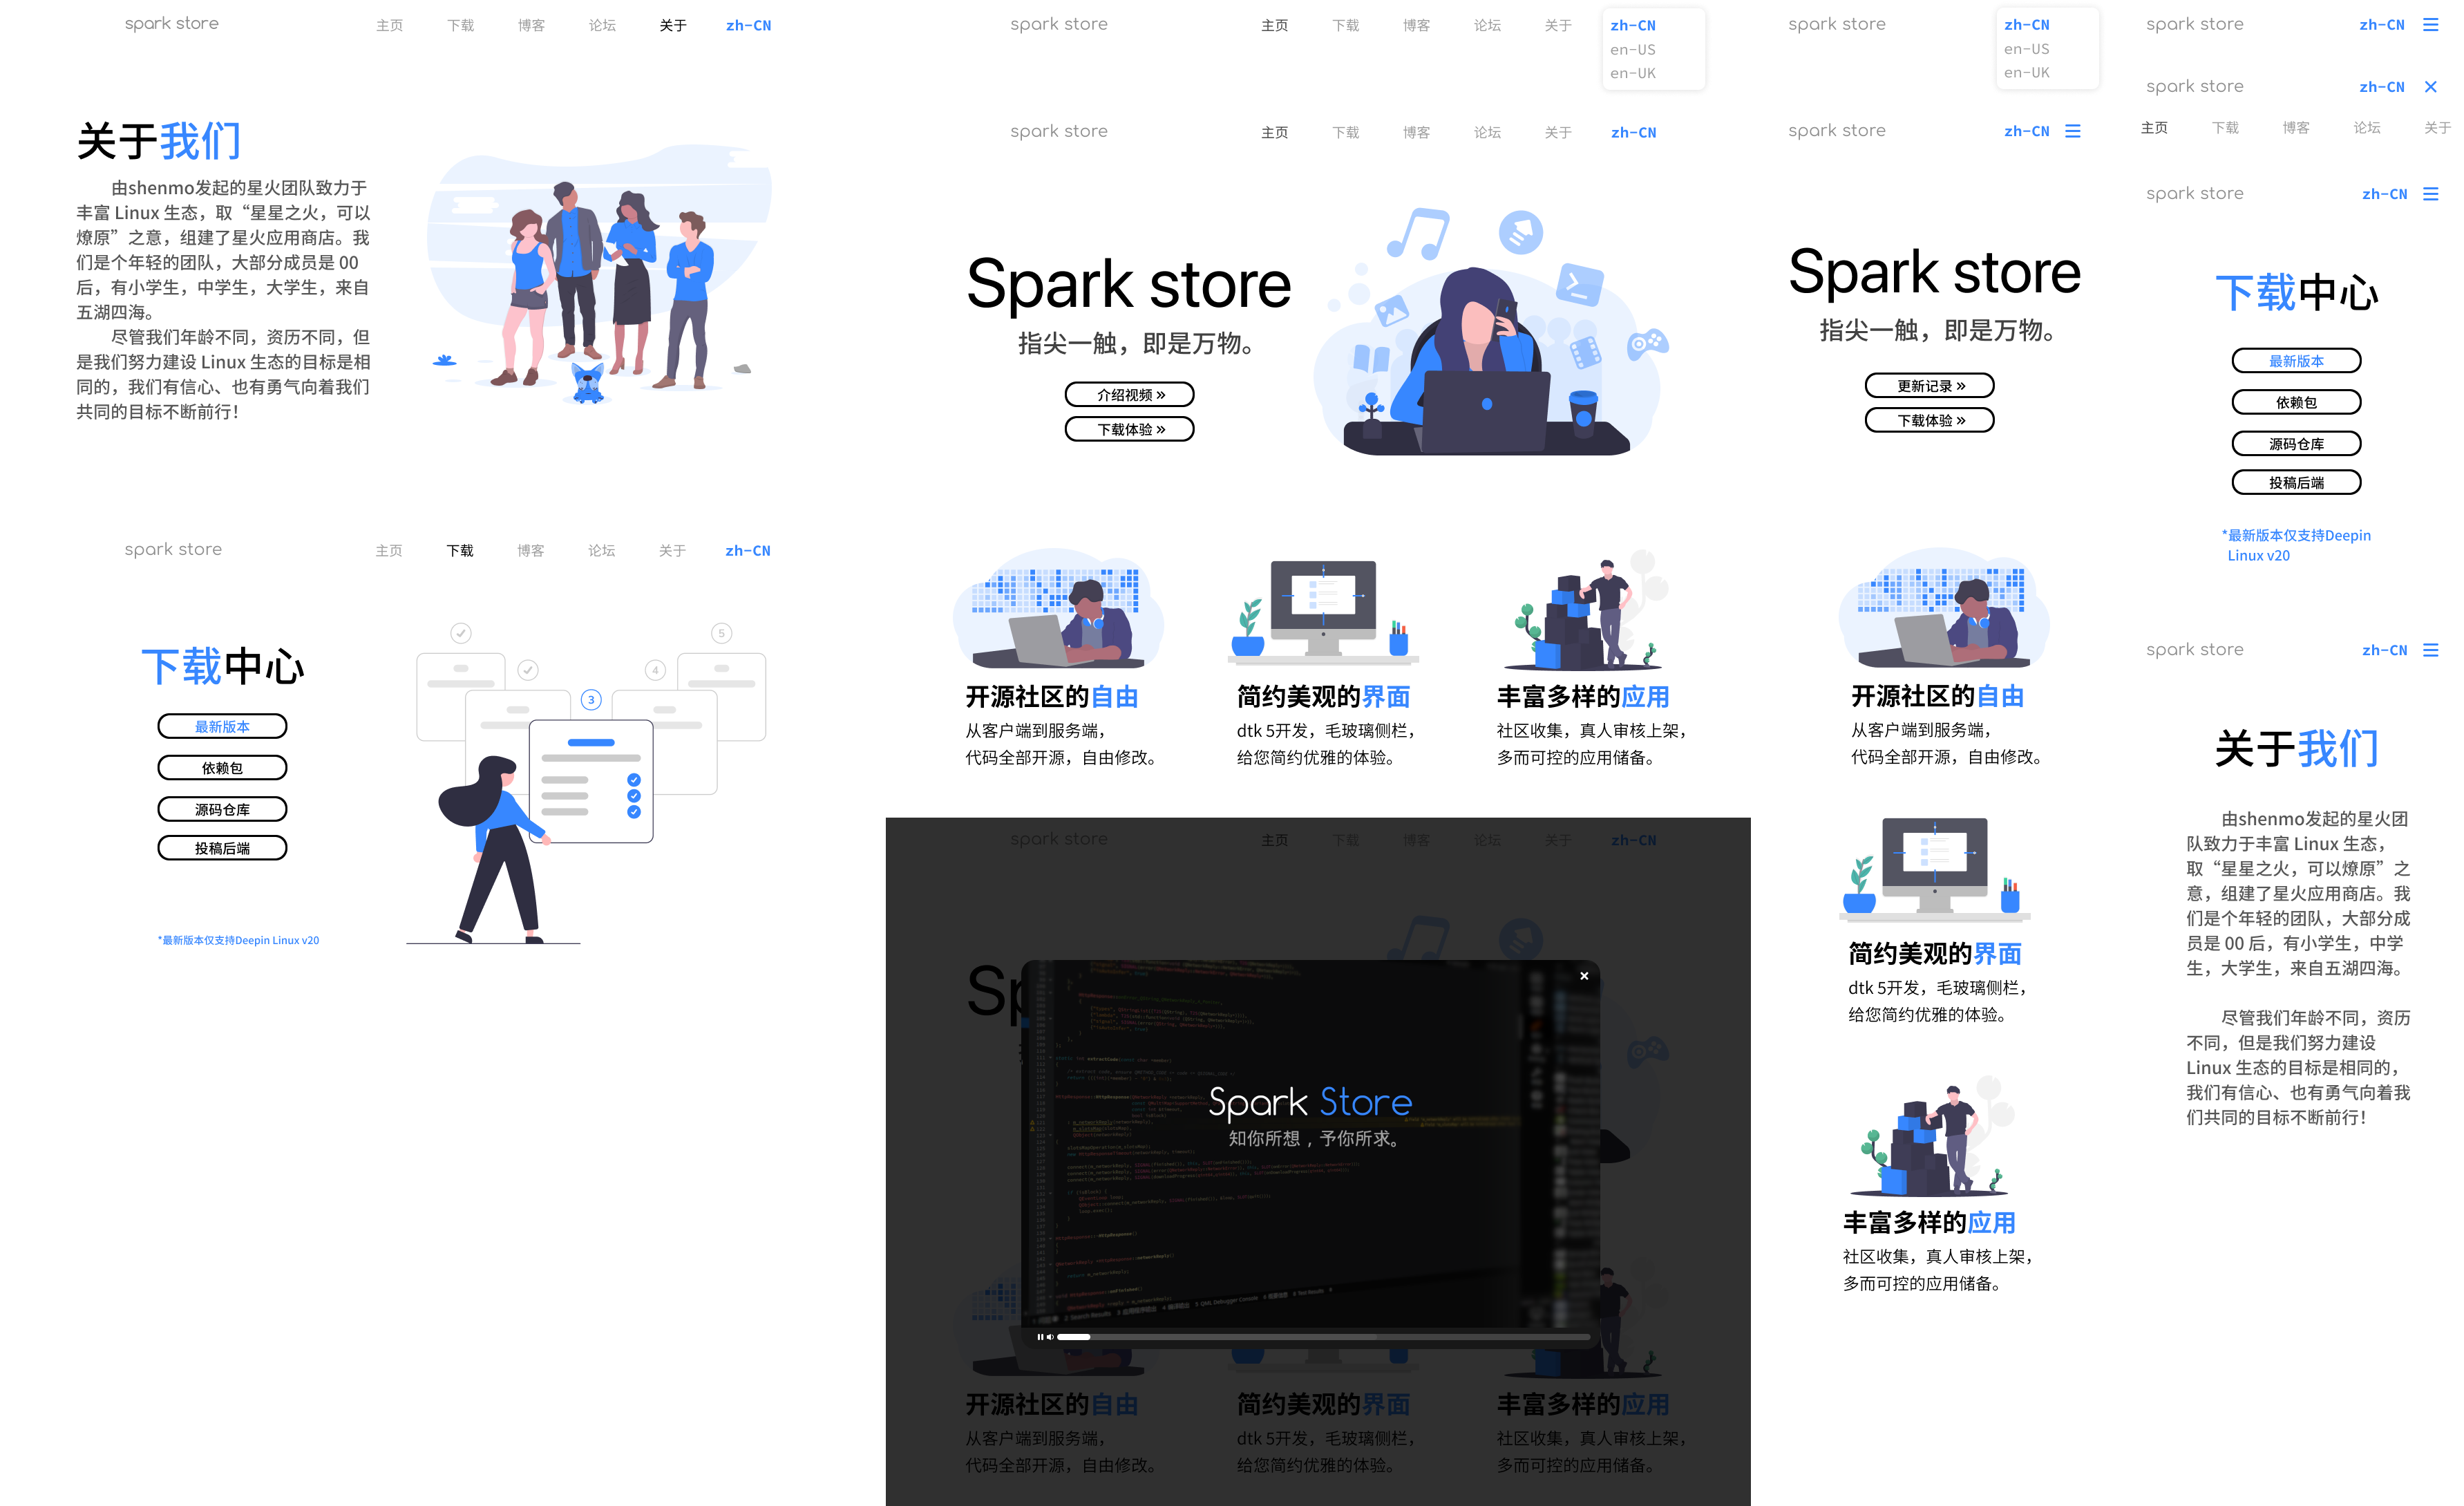 spark store
主页 下载 博客 论坛 关于 zh-CN
关于我们
由shenmo发起的星火团队致力于
丰富 Linux 生态，取“星星之火，可以
燎原”之意，组建了星火应用商店。我
们是个年轻的团队，大部分成员是 00
后，有小学生，中学生，大学生，来自
五湖四海。
尽管我们年龄不同，资历不同，但
是我们努力建设 Linux 生态的目标是相
同的，我们有信心、也有勇气向着我们
共同的目标不断前行！
spark store
主页 下载 博客 论坛 关于 zh-CN
下载中心
最新版本
依赖包
源码仓库
投稿后端
*最新版本仅支持Deepin Linux v20
5
4
3
spark store
主页 下载 博客 论坛 关于 zh-CN
en-US
en-UK
spark store
主页 下载 博客 论坛 关于 zh-CN
Spark store
指尖一触，即是万物。
介绍视频 »
下载体验 »
开源社区的自由
从客户端到服务端，
代码全部开源，自由修改。
简约美观的界面
dtk 5开发，毛玻璃侧栏，
给您简约优雅的体验。
丰富多样的应用
社区收集，真人审核上架，
多而可控的应用储备。
spark store
主页 下载 博客 论坛 关于 zh-CN
Sp
Spark Store
知你所想，予你所求。
开源社区的自由
从客户端到服务端，
代码全部开源，自由修改。
简约美观的界面
dtk 5开发，毛玻璃侧栏，
给您简约优雅的体验。
丰富多样的应用
社区收集，真人审核上架，
多而可控的应用储备。
spark store
zh-CN
en-US
en-UK
spark store
zh-CN
Spark store
指尖一触，即是万物。
更新记录 »
下载体验 »
开源社区的自由
从客户端到服务端，
代码全部开源，自由修改。
简约美观的界面
dtk 5开发，毛玻璃侧栏，
给您简约优雅的体验。
丰富多样的应用
社区收集，真人审核上架，
多而可控的应用储备。
spark store
zh-CN
spark store
zh-CN
主页 下载 博客 论坛 关于
spark store
zh-CN
下载中心
最新版本
依赖包
源码仓库
投稿后端
*最新版本仅支持Deepin
Linux v20
spark store
zh-CN
关于我们
由shenmo发起的星火团
队致力于丰富 Linux 生态，
取“星星之火，可以燎原”之
意，组建了星火应用商店。我
们是个年轻的团队，大部分成
员是 00 后，有小学生，中学
生，大学生，来自五湖四海。
尽管我们年龄不同，资历
不同，但是我们努力建设
Linux 生态的目标是相同的，
我们有信心、也有勇气向着我
们共同的目标不断前行！